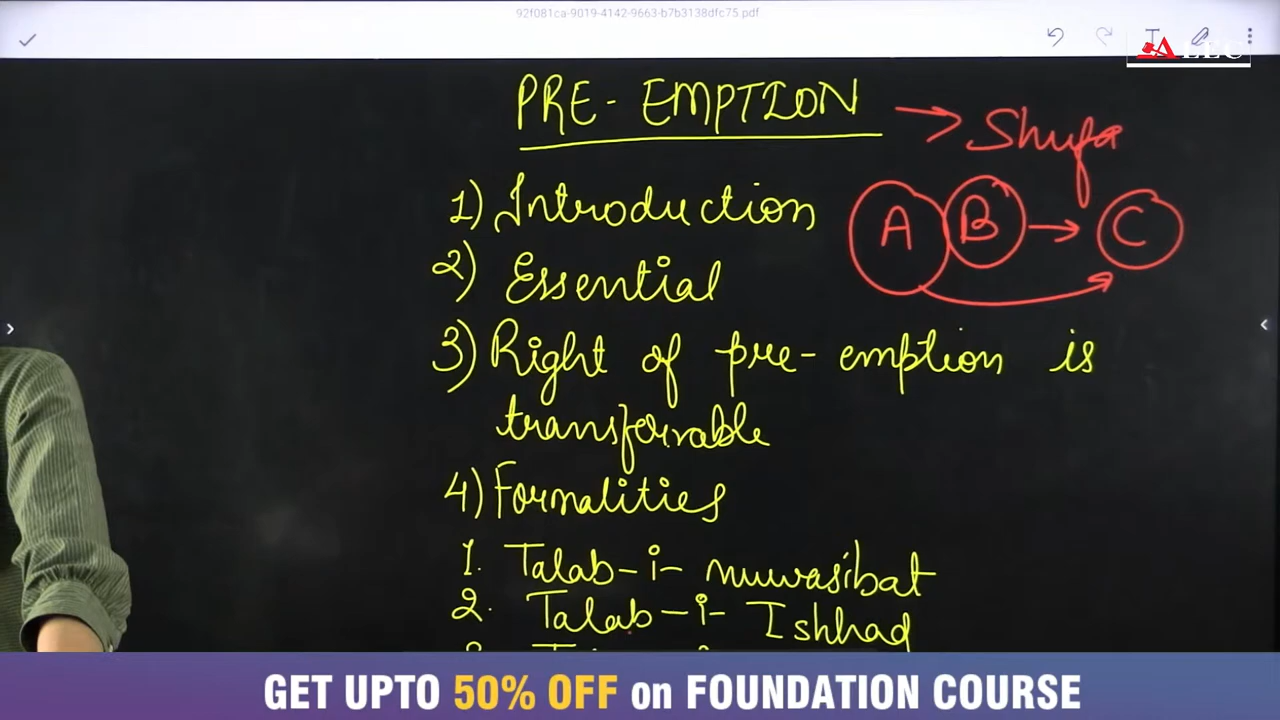 92f081ca-9019-4142-9663-b7b3138dfc75.pdf
T
A LEC
PRE-EMPTION → Shufa
1) Introduction
A B → C
2) Essential
3) Right of pre-emption is
transferable
4) Formalities
1. Talab-i-muwasibat
2. Talab-i-Ishhad
GET UPTO 50% OFF on FOUNDATION COURSE